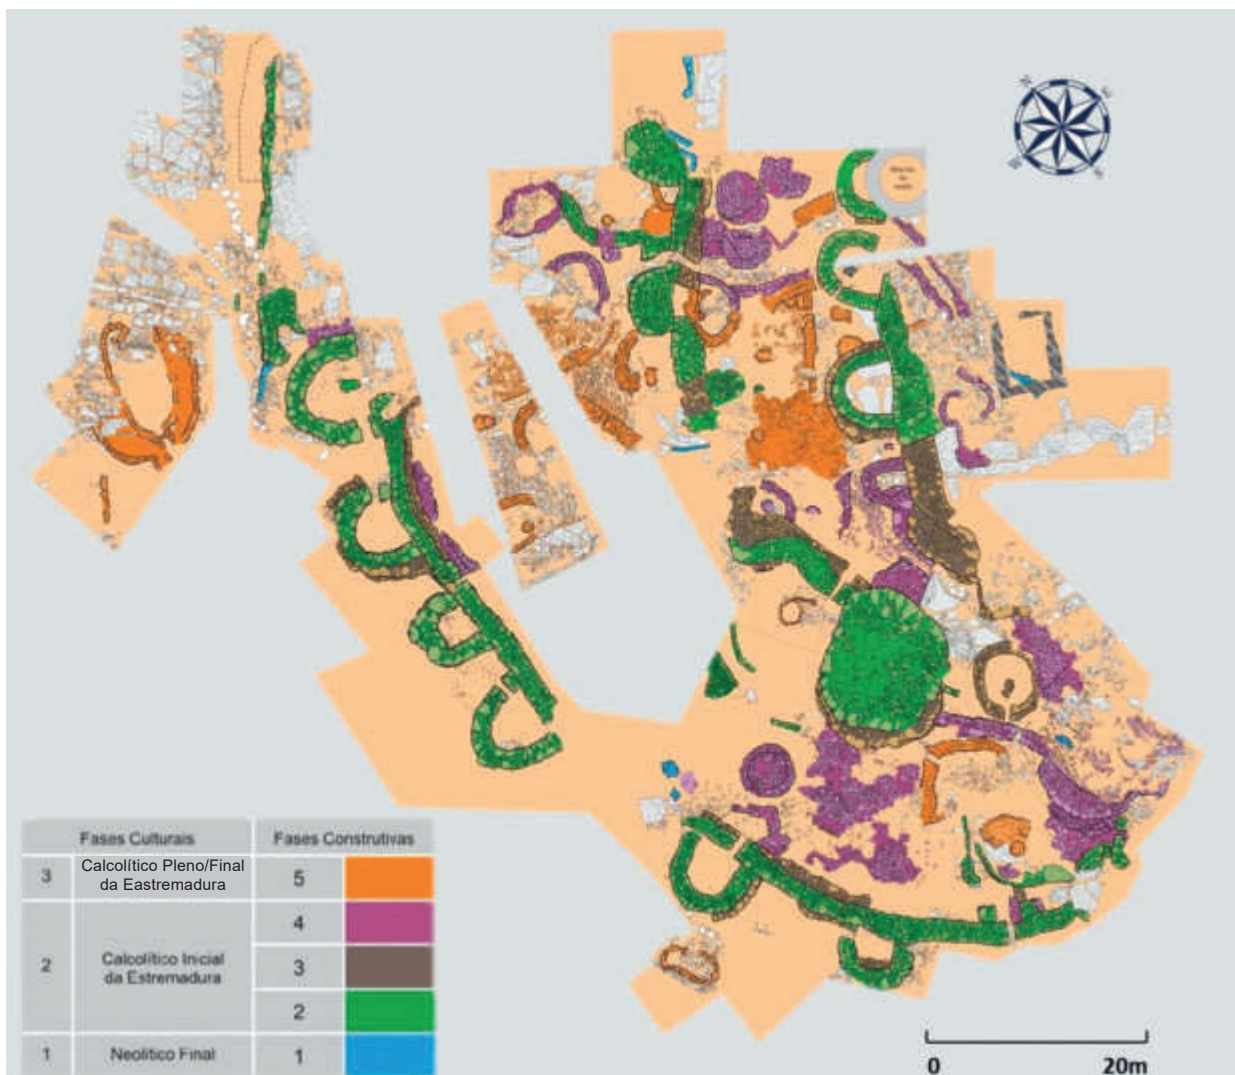 Fases Culturais
Fases Construtivas
3
Calcolítico Pleno/Final
da Eastremadura
5
2
Calcolítico Inicial
da Estremadura
4
3
2
1
Neolítico Final
1
0
20m